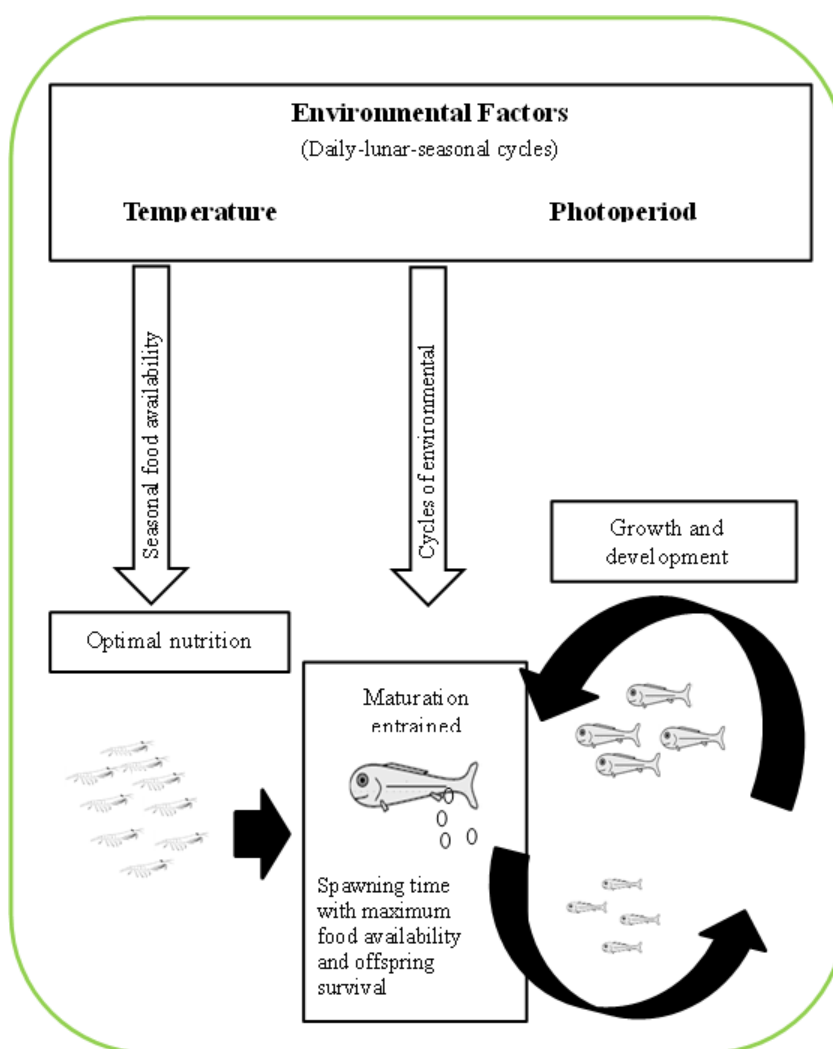 Environmental Factors
(Daily-lunar-seasonal cycles)
Temperature
Photoperiod
Seasonal food availability
Cycles of environmental
Growth and
development
Optimal nutrition
Maturation
entrained
Spawning time
with maximum
food availability
and offspring
survival